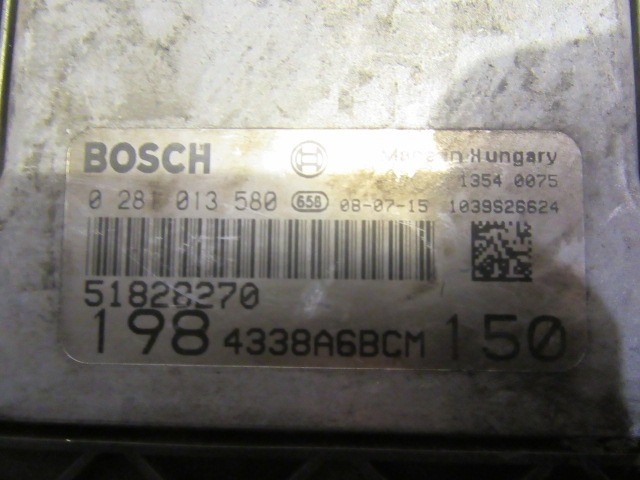 BOSCH Made in Hungary
1354 0075
0 281 013 580 658 08-07-15 1039S26624
51828270
198 4338A6BCM 150